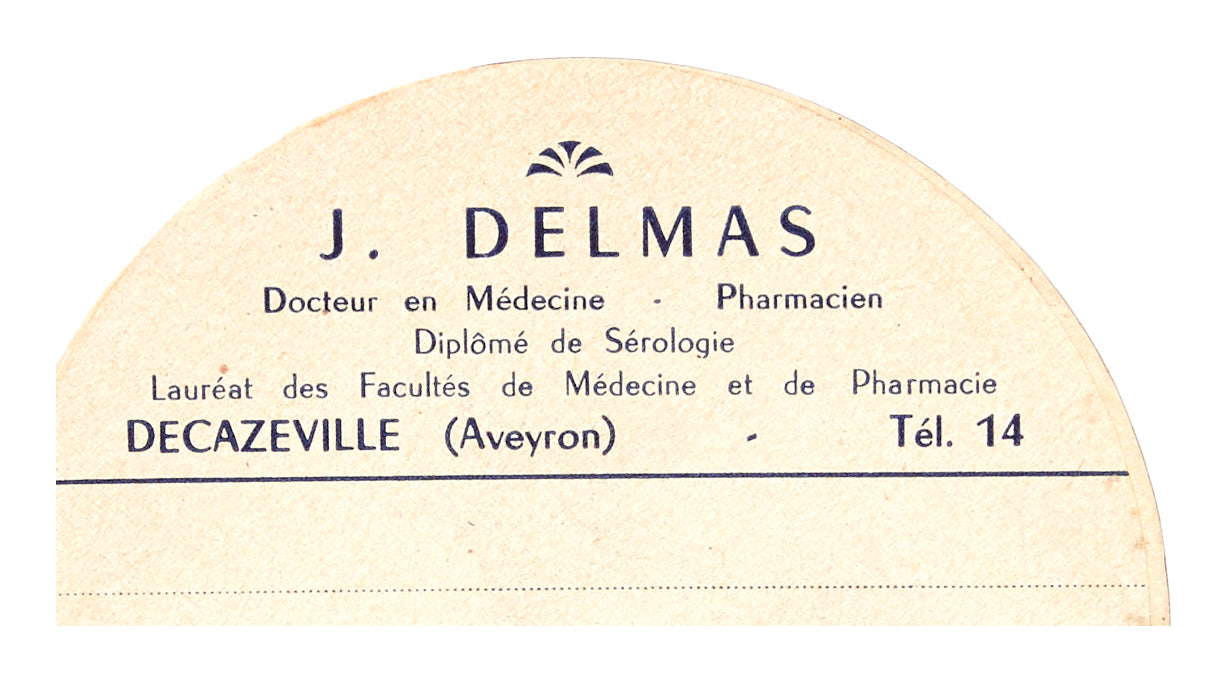 J. DELMAS
Docteur en Médecine - Pharmacien
Diplômé de Sérologie
Lauréat des Facultés de Médecine et de Pharmacie
DECAZEVILLE (Aveyron) - Tél. 14